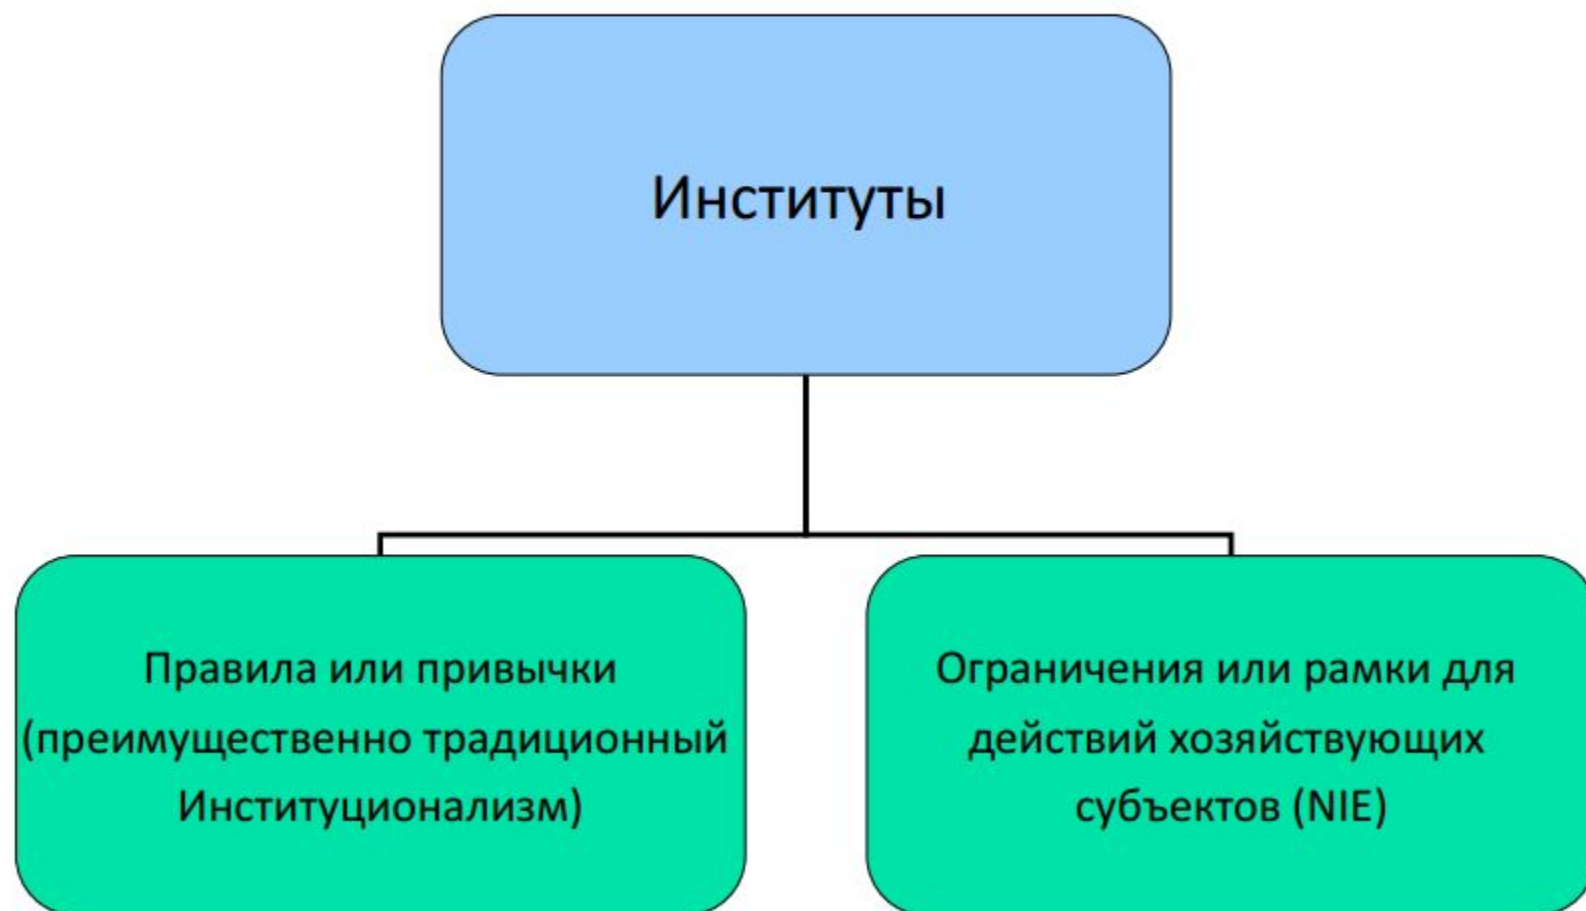 Институты
Правила или привычки
(преимущественно традиционный
Институционализм)
Ограничения или рамки для
действий хозяйствующих
субъектов (NIE)